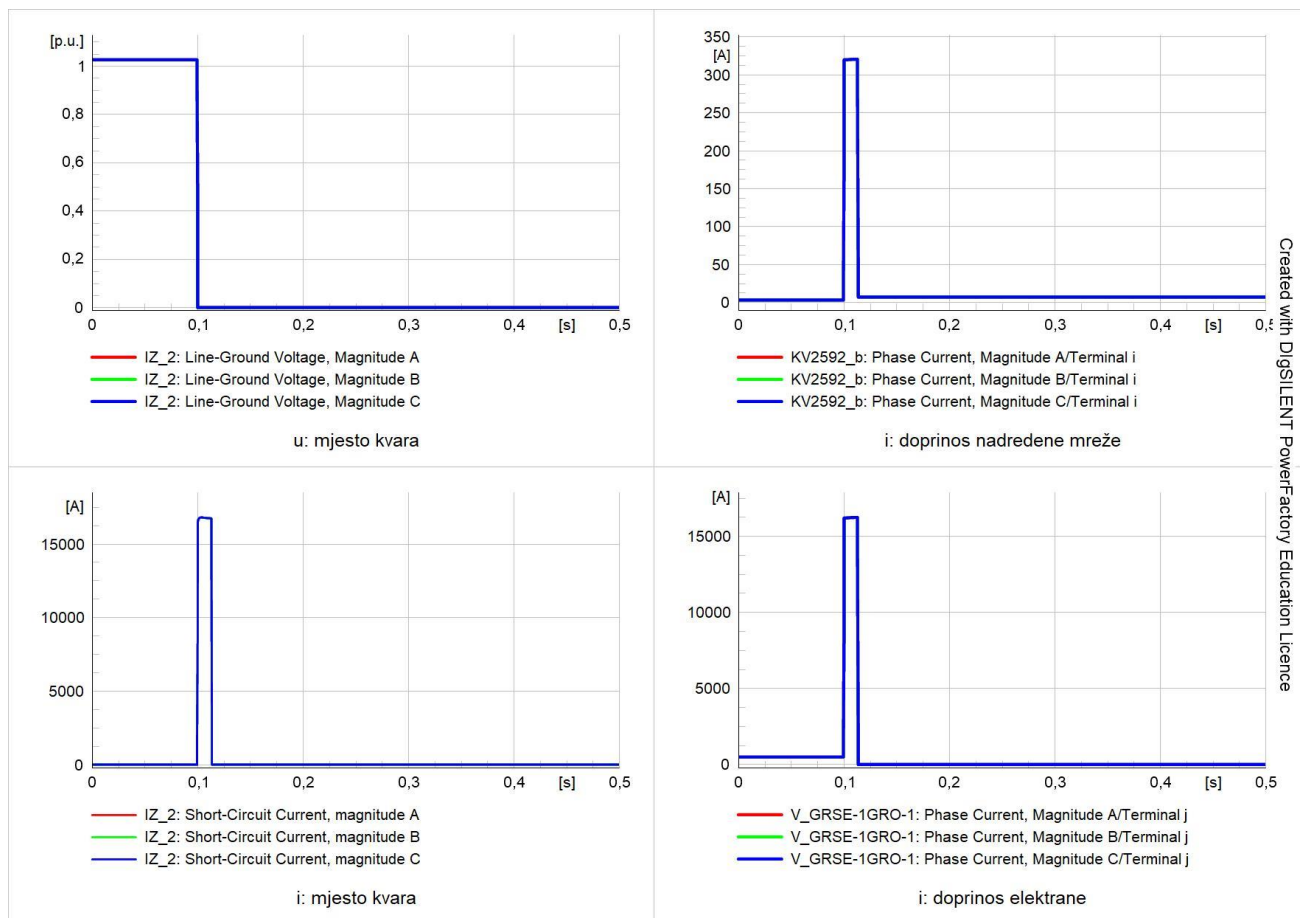 [p.u.]
1
0,8
0,6
0,4
0,2
0
0 0,1 0,2 0,3 0,4 [s] 0,5
IZ_2: Line-Ground Voltage, Magnitude A
IZ_2: Line-Ground Voltage, Magnitude B
IZ_2: Line-Ground Voltage, Magnitude C
u: mjesto kvara
350
[A]
300
250
200
150
100
50
0
0 0,1 0,2 0,3 0,4 [s] 0,5
KV2592_b: Phase Current, Magnitude A/Terminal i
KV2592_b: Phase Current, Magnitude B/Terminal i
KV2592_b: Phase Current, Magnitude C/Terminal i
i: doprinos nadređene mreže
[A]
15000
10000
5000
0
0 0,1 0,2 0,3 0,4 [s] 0,5
IZ_2: Short-Circuit Current, magnitude A
IZ_2: Short-Circuit Current, magnitude B
IZ_2: Short-Circuit Current, magnitude C
i: mjesto kvara
[A]
15000
10000
5000
0
0 0,1 0,2 0,3 0,4 [s] 0,5
V_GRSE-1GRO-1: Phase Current, Magnitude A/Terminal j
V_GRSE-1GRO-1: Phase Current, Magnitude B/Terminal j
V_GRSE-1GRO-1: Phase Current, Magnitude C/Terminal j
i: doprinos elektrane
Created with DIgSILENT PowerFactory Education Licence